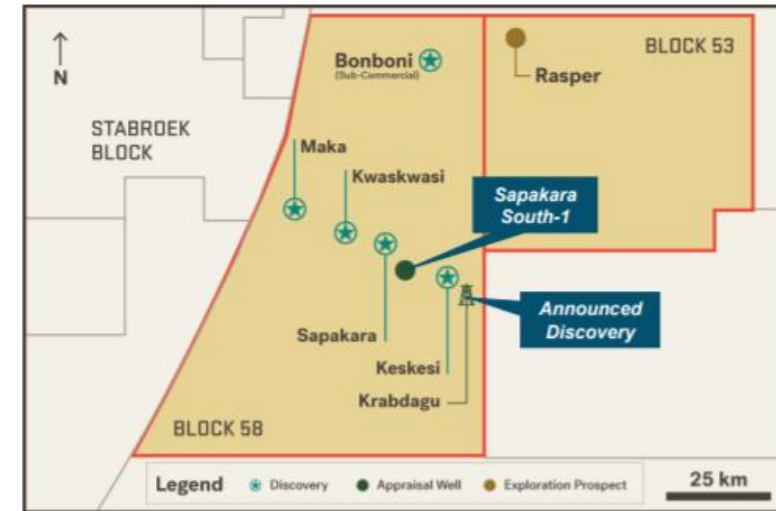 N
STABROEK
BLOCK
Bonboni
(Sub-Commercial)
Rasper
BLOCK 53
Maka
Kwaskwasi
Sapakara
South-1
Announced
Discovery
Sapakara
Keskesi
Krabdagu
BLOCK 58
Legend Discovery Appraisal Well Exploration Prospect
25 km